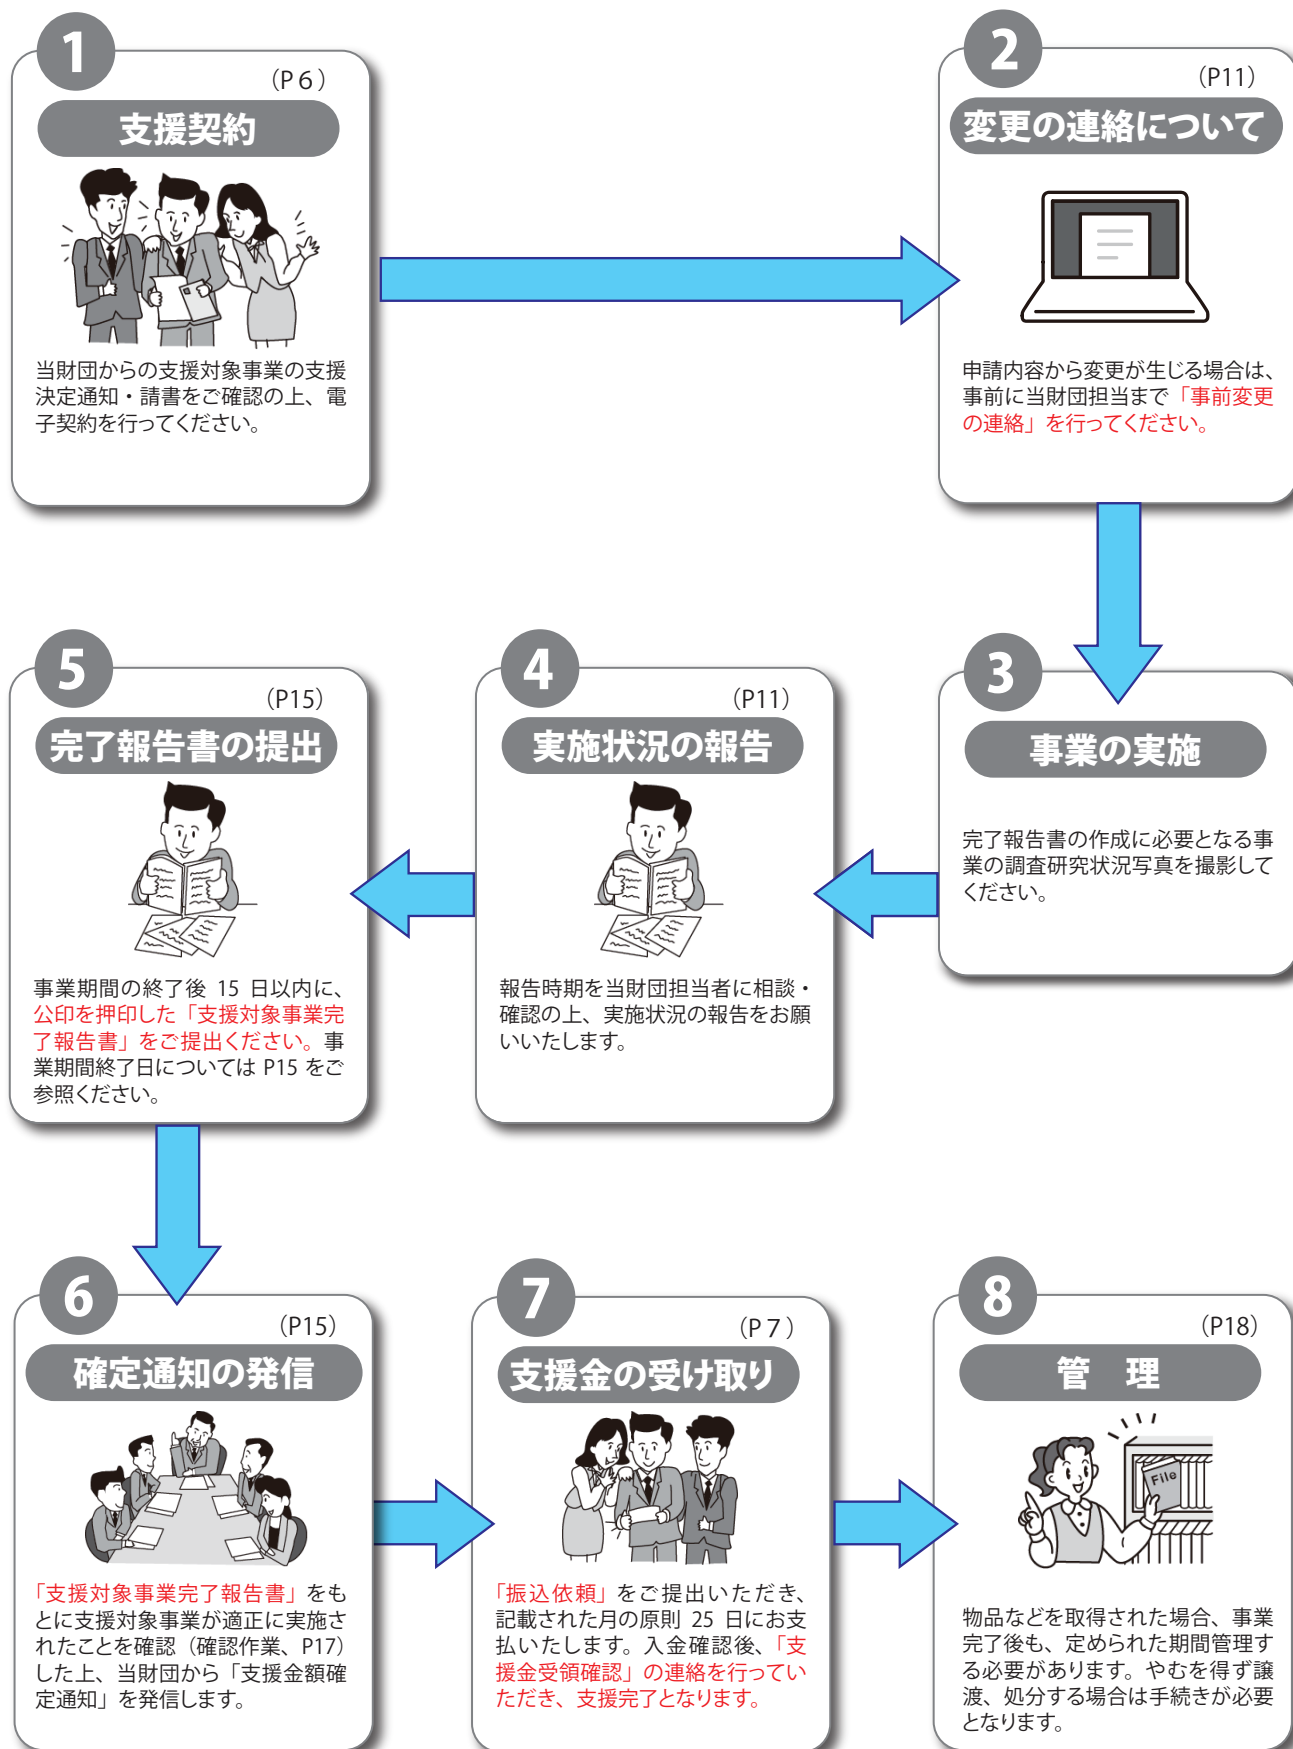 1
（P６）
支援契約
当財団からの支援対象事業の支援
決定通知・請書をご確認の上、電
子契約を行ってください。
2
（P11）
変更の連絡について
申請内容から変更が生じる場合は、
事前に当財団担当まで「事前変更
の連絡」を行ってください。
3
事業の実施
完了報告書の作成に必要となる事
業の調査研究状況写真を撮影して
ください。
4
（P11）
実施状況の報告
報告時期を当財団担当者に相談・
確認の上、実施状況の報告をお願
いいたします。
5
（P15）
完了報告書の提出
事業期間の終了後 15 日以内に、
公印を押印した「支援対象事業完
了報告書」をご提出ください。事
業期間終了日については P15 をご
参照ください。
6
（P15）
確定通知の発信
「支援対象事業完了報告書」をも
とに支援対象事業が適正に実施さ
れたことを確認（確認作業、P17）
した上、当財団から「支援金額確
定通知」を発信します。
7
（P７）
支援金の受け取り
「振込依頼」をご提出いただき、
記載された月の原則 25 日にお支
払いたします。入金確認後、「支
援金受領確認」の連絡を行ってい
ただき、支援完了となります。
8
（P18）
管　理
File
物品などを取得された場合、事業
完了後も、定められた期間管理す
る必要があります。やむを得ず譲
渡、処分する場合は手続きが必要
となります。